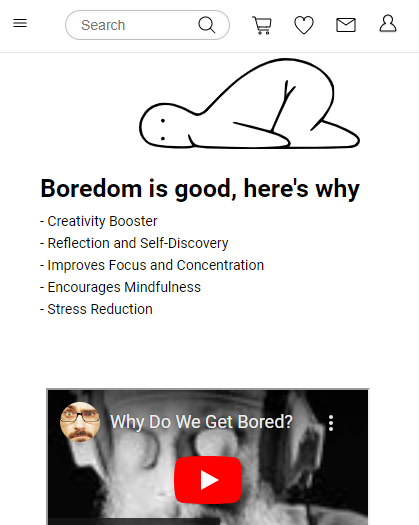 Search
Boredom is good, here's why
- Creativity Booster
- Reflection and Self-Discovery
- Improves Focus and Concentration
- Encourages Mindfulness
- Stress Reduction
Why Do We Get Bored?